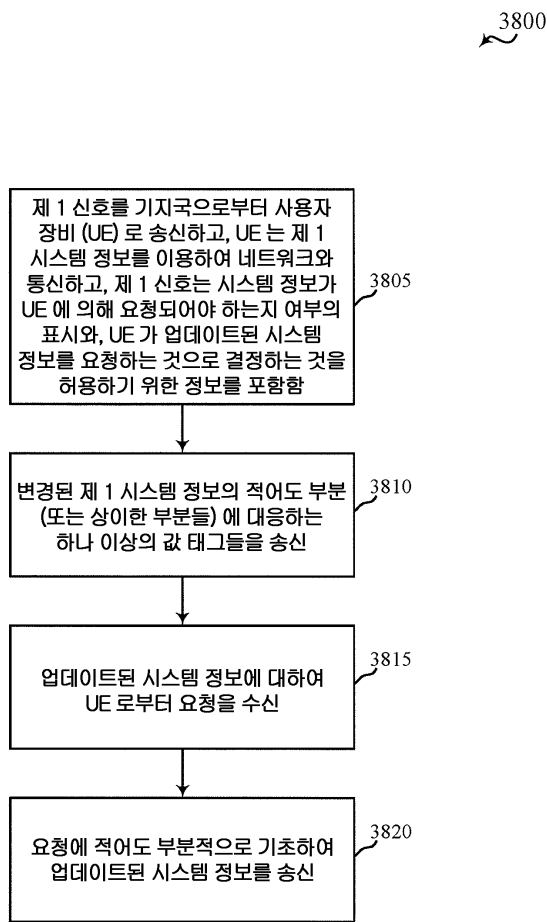 3800
제 1 신호를 기지국으로부터 사용자
장비 (UE) 로 송신하고, UE 는 제 1
시스템 정보를 이용하여 네트워크와
통신하고, 제 1 신호는 시스템 정보가
UE 에 의해 요청되어야 하는지 여부의
표시와, UE 가 업데이트된 시스템
정보를 요청하는 것으로 결정하는 것을
허용하기 위한 정보를 포함함
3805
변경된 제 1 시스템 정보의 적어도 부분
(또는 상이한 부분들) 에 대응하는
하나 이상의 값 태그들을 송신
3810
업데이트된 시스템 정보에 대하여
UE 로부터 요청을 수신
3815
요청에 적어도 부분적으로 기초하여
업데이트된 시스템 정보를 송신
3820